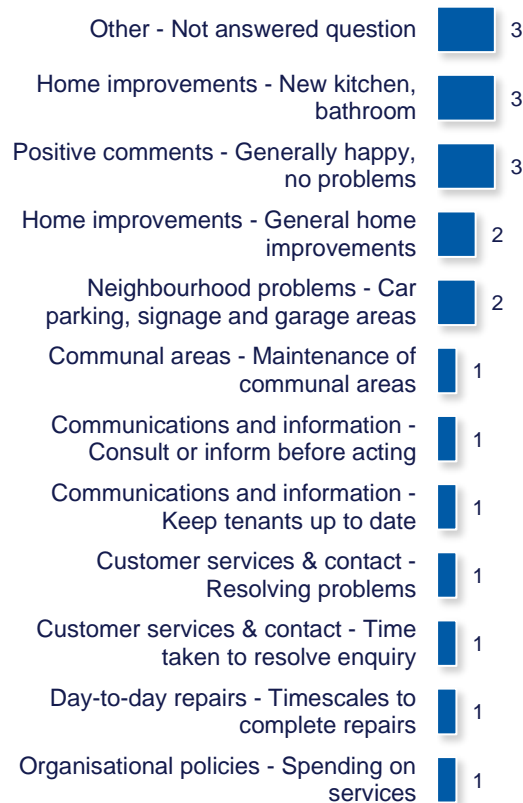 Other - Not answered question 3
Home improvements - New kitchen,
bathroom 3
Positive comments - Generally happy,
no problems 3
Home improvements - General home
improvements 2
Neighbourhood problems - Car
parking, signage and garage areas 2
Communal areas - Maintenance of
communal areas 1
Communications and information -
Consult or inform before acting 1
Communications and information -
Keep tenants up to date 1
Customer services & contact -
Resolving problems 1
Customer services & contact - Time
taken to resolve enquiry 1
Day-to-day repairs - Timescales to
complete repairs 1
Organisational policies - Spending on
services 1